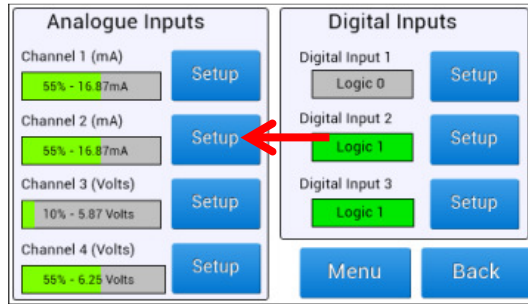 Analogue Inputs
Channel 1 (mA)
55% - 16.87mA
Setup
Channel 2 (mA)
55% - 16.87mA
Setup
Channel 3 (Volts)
10% - 5.87 Volts
Setup
Channel 4 (Volts)
55% - 6.25 Volts
Setup
Digital Inputs
Digital Input 1
Logic 0
Setup
Digital Input 2
Logic 1
Setup
Digital Input 3
Logic 1
Setup
Menu
Back